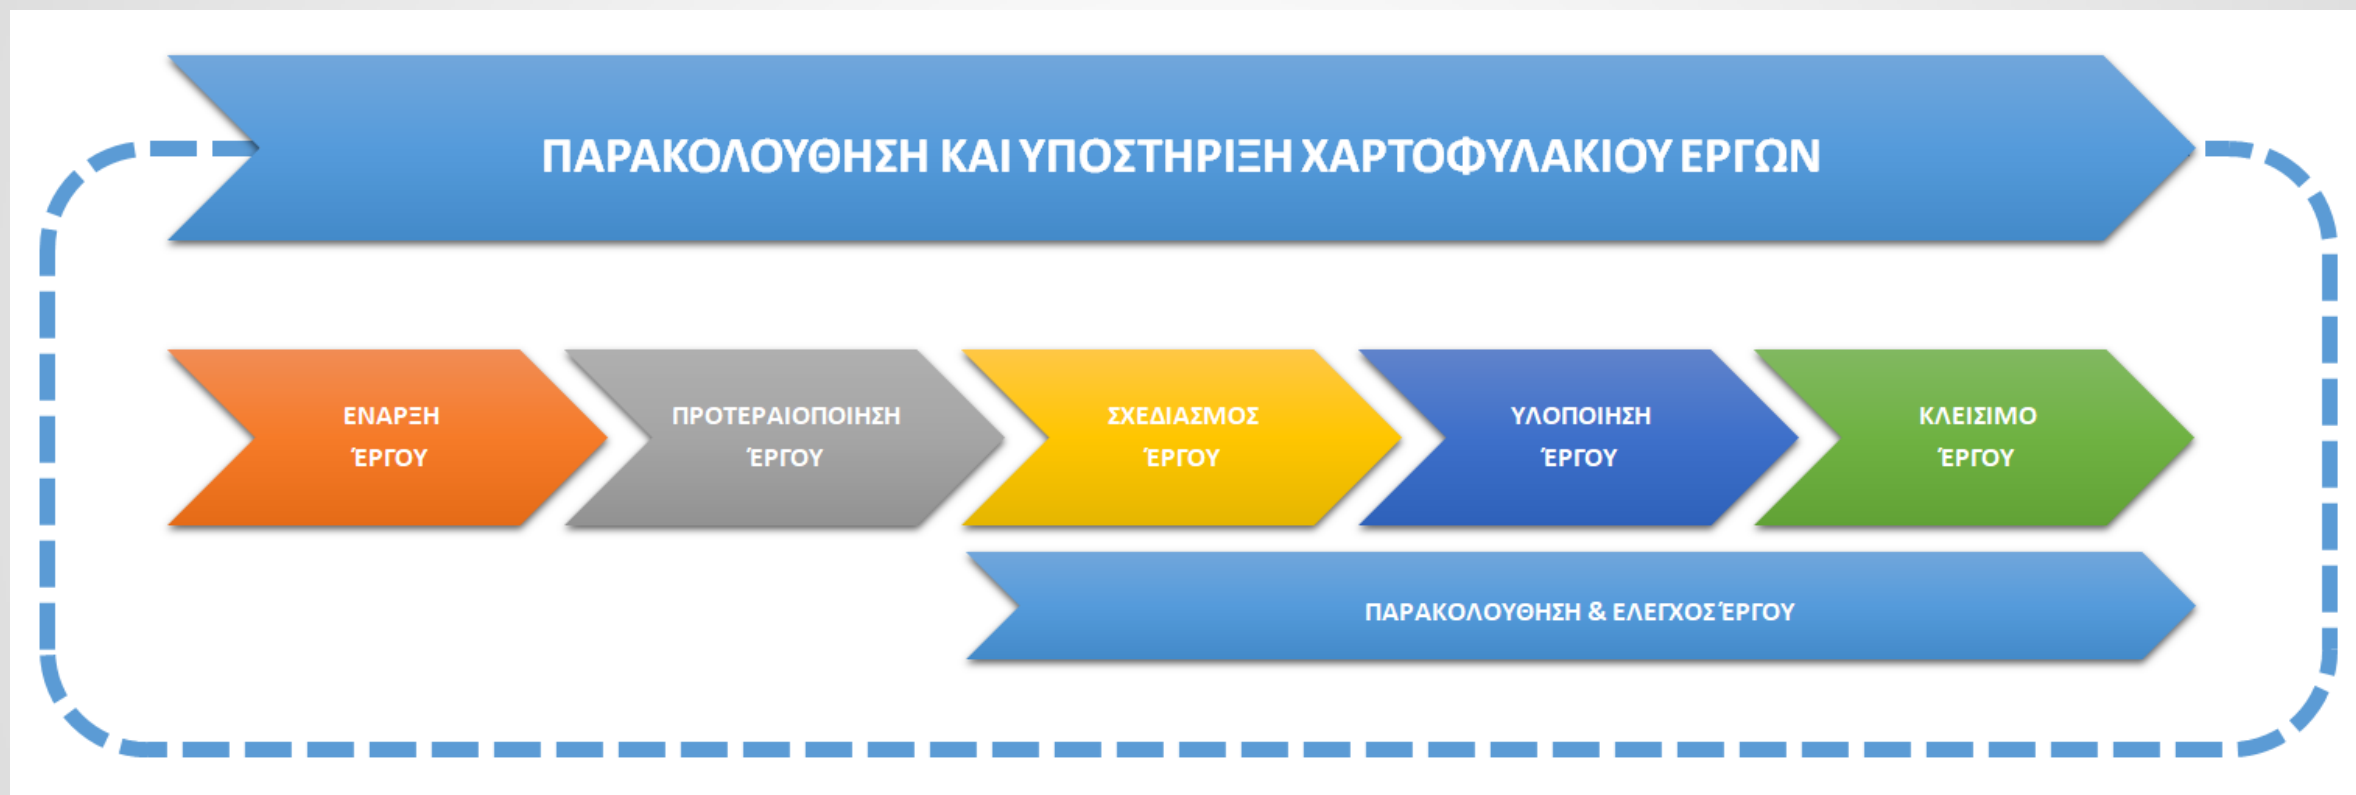 ΠΑΡΑΚΟΛΟΥΘΗΣΗ ΚΑΙ ΥΠΟΣΤΗΡΙΞΗ ΧΑΡΤΟΦΥΛΑΚΙΟΥ ΕΡΓΩΝ
ΕΝΑΡΞΗ
ΈΡΓΟΥ
ΠΡΟΤΕΡΑΙΟΠΟΙΗΣΗ
ΈΡΓΟΥ
ΣΧΕΔΙΑΣΜΟΣ
ΈΡΓΟΥ
ΥΛΟΠΟΙΗΣΗ
ΈΡΓΟΥ
ΚΛΕΙΣΙΜΟ
ΈΡΓΟΥ
ΠΑΡΑΚΟΛΟΥΘΗΣΗ & ΕΛΕΓΧΟΣ ΈΡΓΟΥ